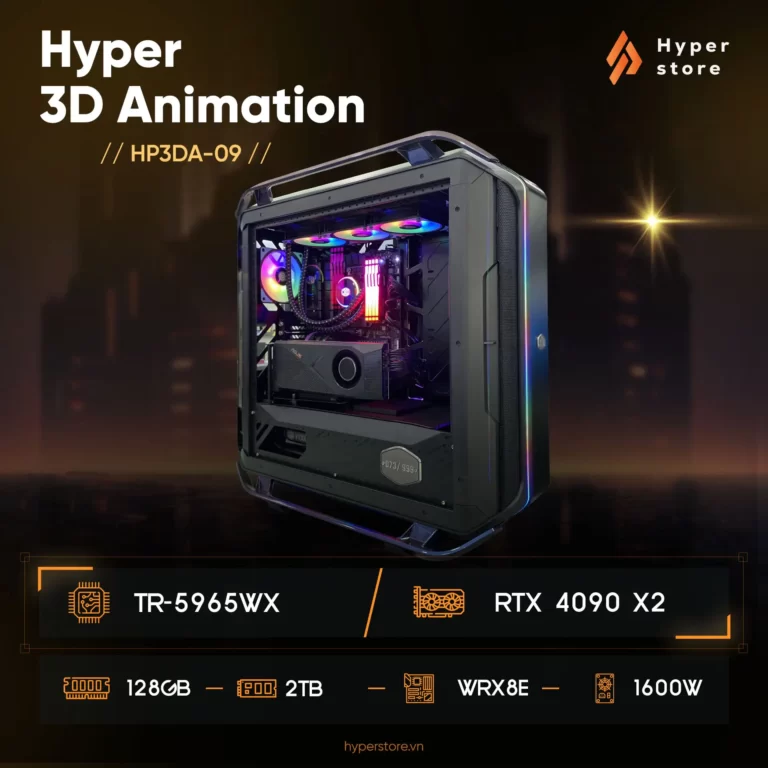 Hyper
3D Animation
// HP3DA-09 //
Hyper
store
TR-5965WX
RTX 4090 X2
128GB
2TB
WRX8E
1600W
hyperstore.vn